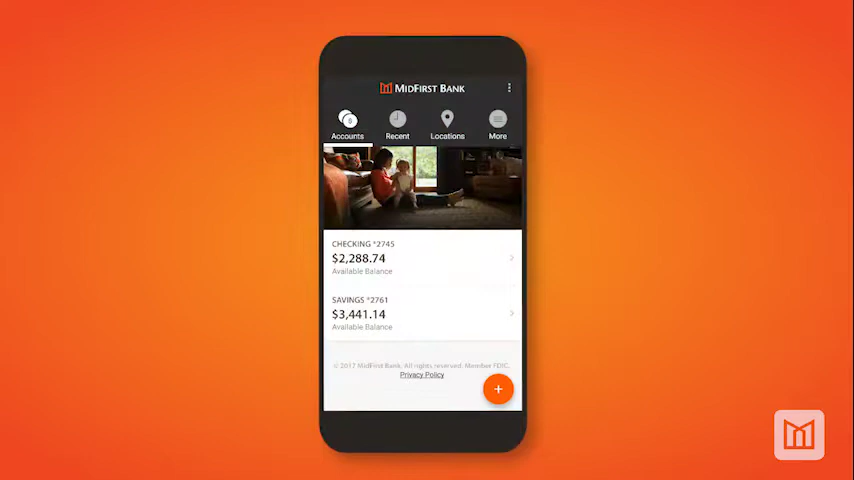 MIDFIRST BANK
Accounts Recent Locations More
CHECKING *2745
$2,288.74
Available Balance
SAVINGS *2761
$3,441.14
Available Balance
© 2017 MidFirst Bank. All rights reserved. Member FDIC.
Privacy Policy
+